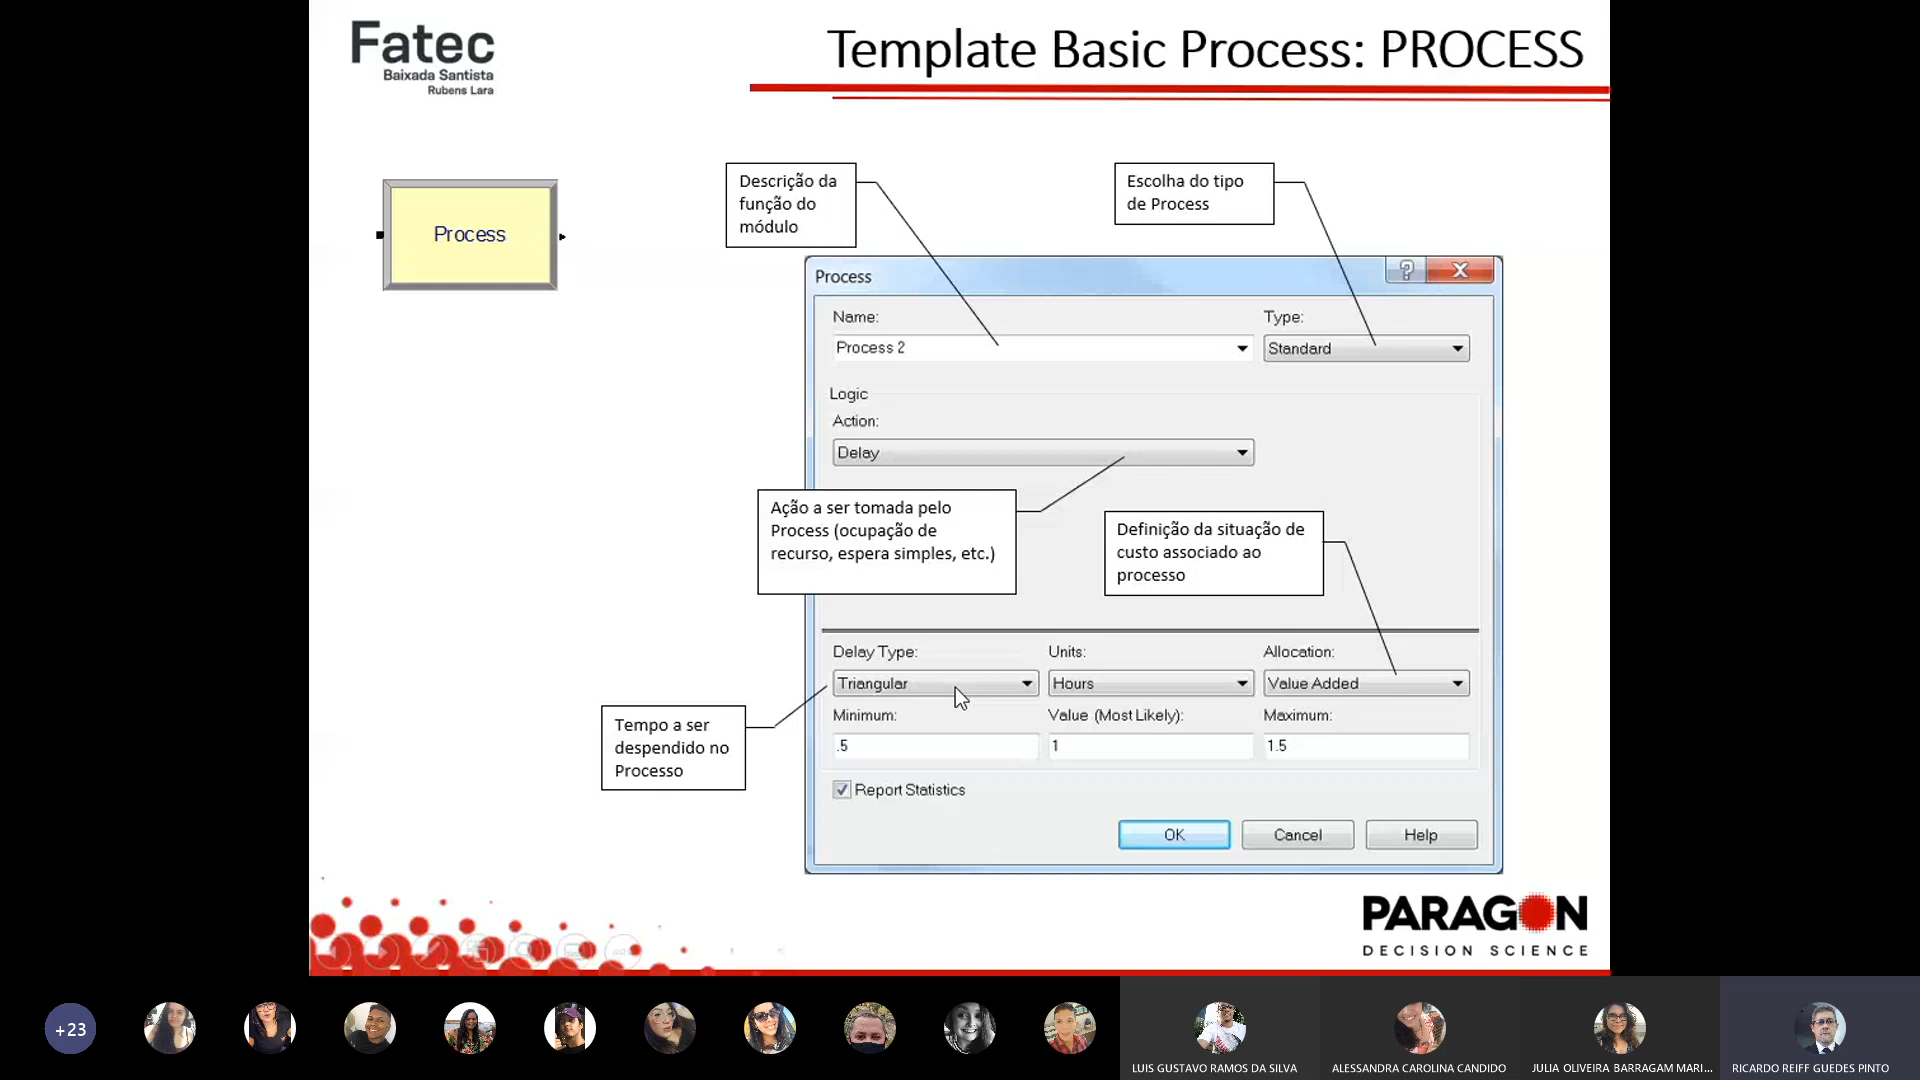 Fatec
Baixada Santista
Rubens Lara
Template Basic Process: PROCESS
Process
Descrição da
função do
módulo
Escolha do tipo
de Process
Process
?
X
Name:
Type:
Process 2
Standard
Logic
Action:
Delay
Ação a ser tomada pelo
Process (ocupação de
recurso, espera simples, etc.)
Definição da situação de
custo associado ao
processo
Delay Type:
Units:
Allocation:
Triangular
Hours
Value Added
Tempo a ser
despendido no
Processo
Minimum:
Value (Most Likely):
Maximum:
.5
1
1.5
Report Statistics
OK
Cancel
Help
PARAGON
DECISION SCIENCE
+23
LUIS GUSTAVO RAMOS DA SILVA
ALESSANDRA CAROLINA CANDIDO
JULIA OLIVEIRA BARRAGAM MARI...
RICARDO REIFF GUEDES PINTO